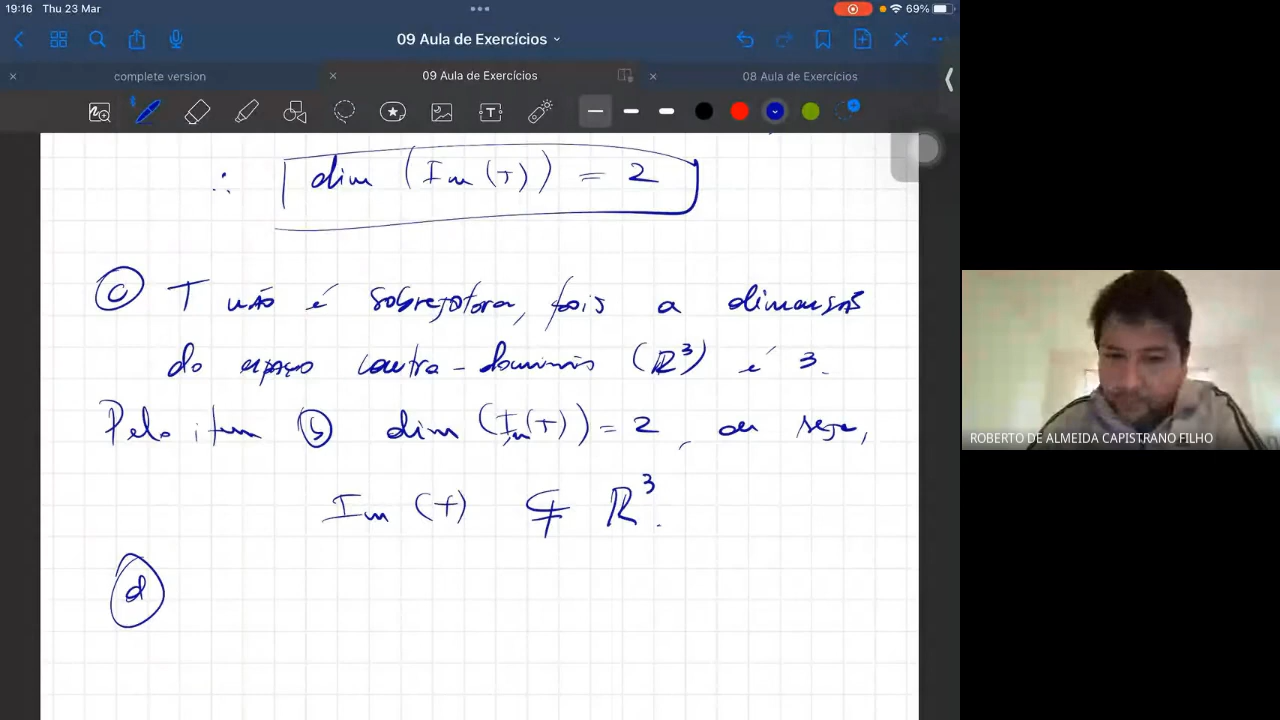 19:16 Thu 23 Mar
69%
09 Aula de Exercícios
complete version
09 Aula de Exercícios
08 Aula de Exercícios
∴ dim (Im(T)) = 2
c T não é sobrejetora, pois a dimensão
do espaço contra-domínio (ℝ³) é 3.
Pelo item b dim (Im(T)) = 2, ou seja,
Im (T) ⊊ ℝ³.
d
ROBERTO DE ALMEIDA CAPISTRANO FILHO